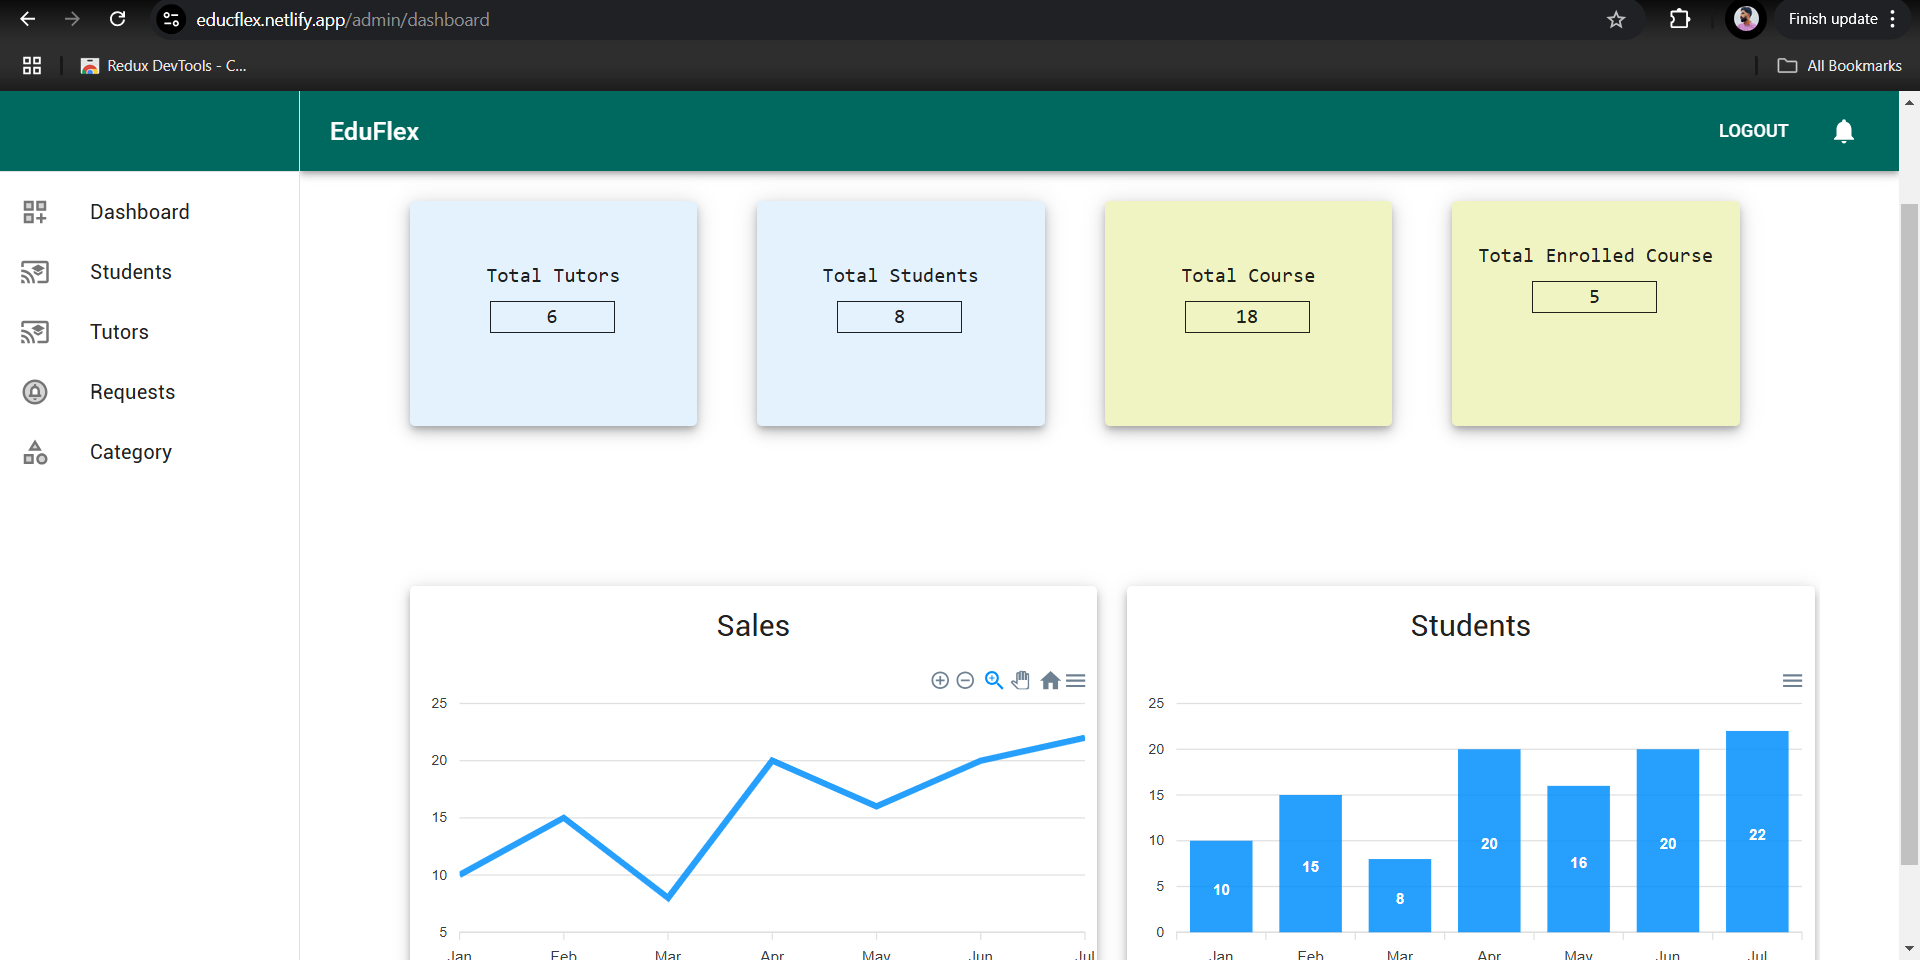 educflex.netlify.app/admin/dashboard
Finish update
Redux DevTools - C...
All Bookmarks
EduFlex
LOGOUT
Dashboard
Students
Tutors
Requests
Category
Total Tutors
6
Total Students
8
Total Course
18
Total Enrolled Course
5
Sales
25
20
15
10
5
Jan Feb Mar Apr May Jun Jul
Students
25
20
15
10
5
0
10 15 8 20 16 20 22
Jan Feb Mar Apr May Jun Jul